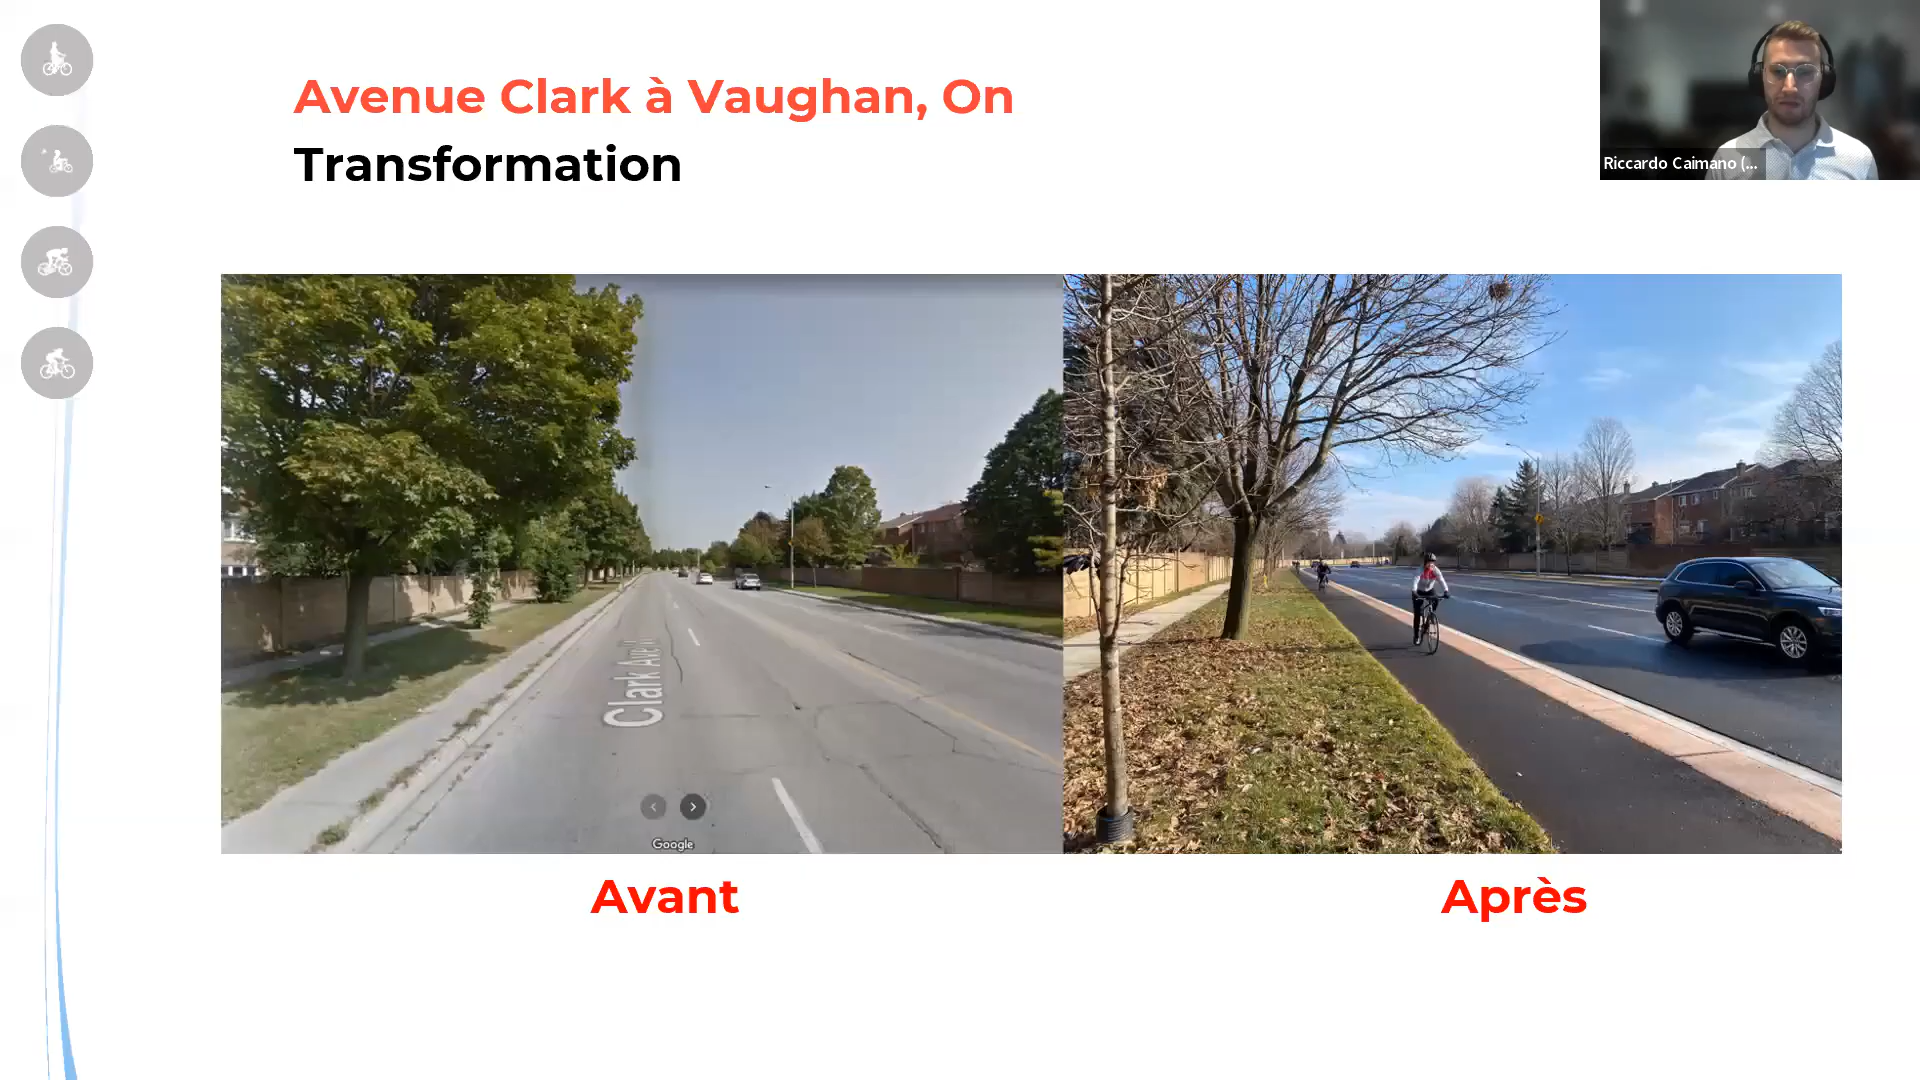 Avenue Clark à Vaughan, On
Transformation
Riccardo Caimano (...
Clark Ave W
Google
Avant
Après